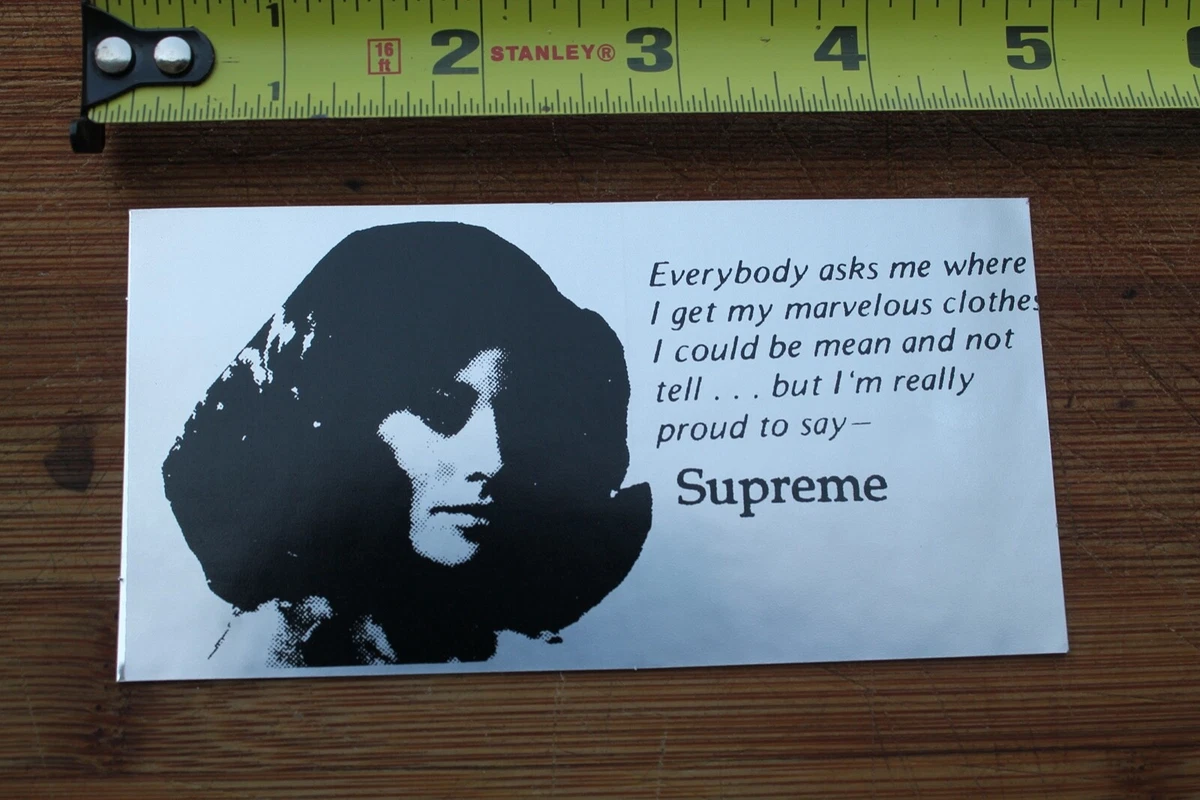 1
16 ft 2 STANLEY® 3 4 5
1
Everybody asks me where
I get my marvelous clothes
I could be mean and not
tell . . . but I'm really
proud to say—
Supreme